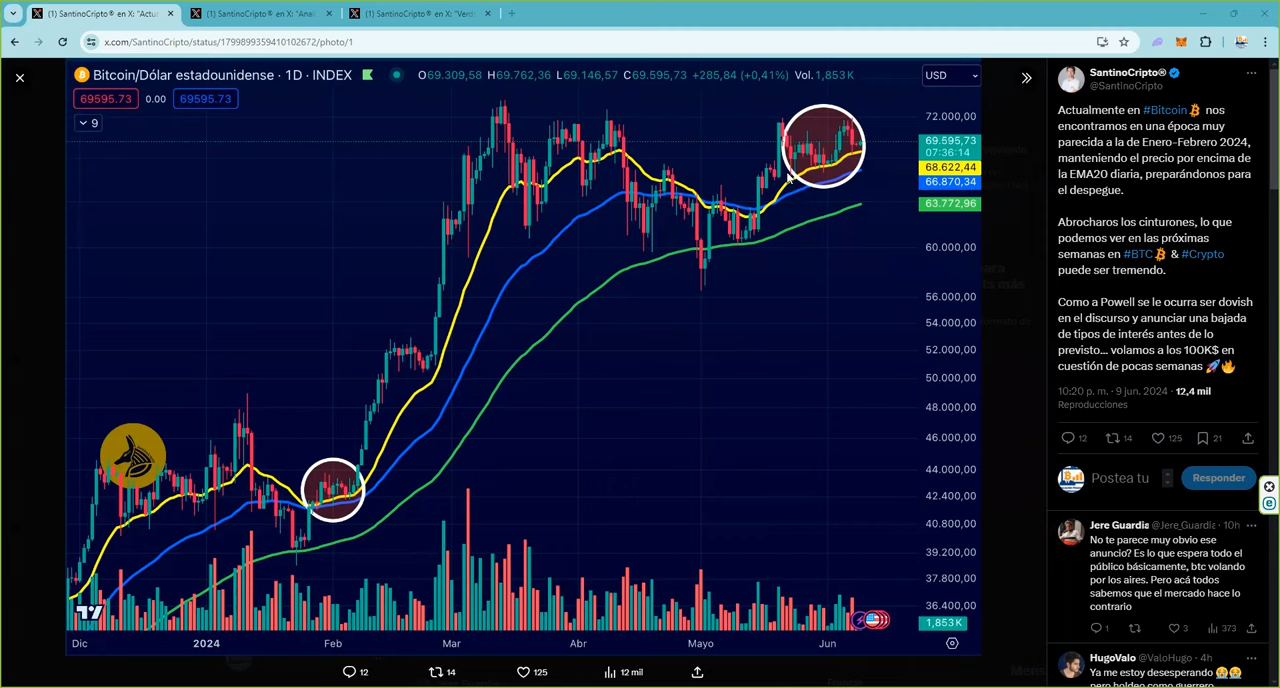 (1) SantinoCripto® en X: "Actua
(1) SantinoCripto® en X: "Anali
(1) SantinoCripto® en X: "Verda
x.com/SantinoCripto/status/1799899359410102672/photo/1
Bitcoin/Dólar estadounidense · 1D · INDEX O69.309,58 H69.762,36 L69.146,57 C69.595,73 +285,84 (+0,41%) Vol. 1,853 K
69595.73 0.00 69595.73
9
USD
72.000,00
69.595,73
07:36:14
68.622,44
66.870,34
63.772,96
60.000,00
56.000,00
54.000,00
52.000,00
50.000,00
48.000,00
46.000,00
44.000,00
42.400,00
40.800,00
39.200,00
37.800,00
36.400,00
1,853 K
Dic 2024 Feb Mar Abr Mayo Jun
12 14 125 12 mil
SantinoCripto®
@SantinoCripto
Actualmente en #Bitcoin nos
encontramos en una época muy
parecida a la de Enero-Febrero 2024,
manteniendo el precio por encima de
la EMA20 diaria, preparándonos para
el despegue.
Abrocharos los cinturones, lo que
podemos ver en las próximas
semanas en #BTC & #Crypto
puede ser tremendo.
Como a Powell se le ocurra ser dovish
en el discurso y anunciar una bajada
de tipos de interés antes de lo
previsto... volamos a los 100K$ en
cuestión de pocas semanas 🚀🔥
10:20 p. m. · 9 jun. 2024 · 12,4 mil
Reproducciones
12 14 125 21
Postea tu
Responder
Jere Guardia @Jere_Guardia · 10h
No te parece muy obvio ese
anuncio? Es lo que espera todo el
público básicamente, btc volando
por los aires. Pero acá todos
sabemos que el mercado hace lo
contrario
1 3 373
HugoValo @ValoHugo · 4h
Ya me estoy desesperando 😭😭
pero holdeo como guerrero